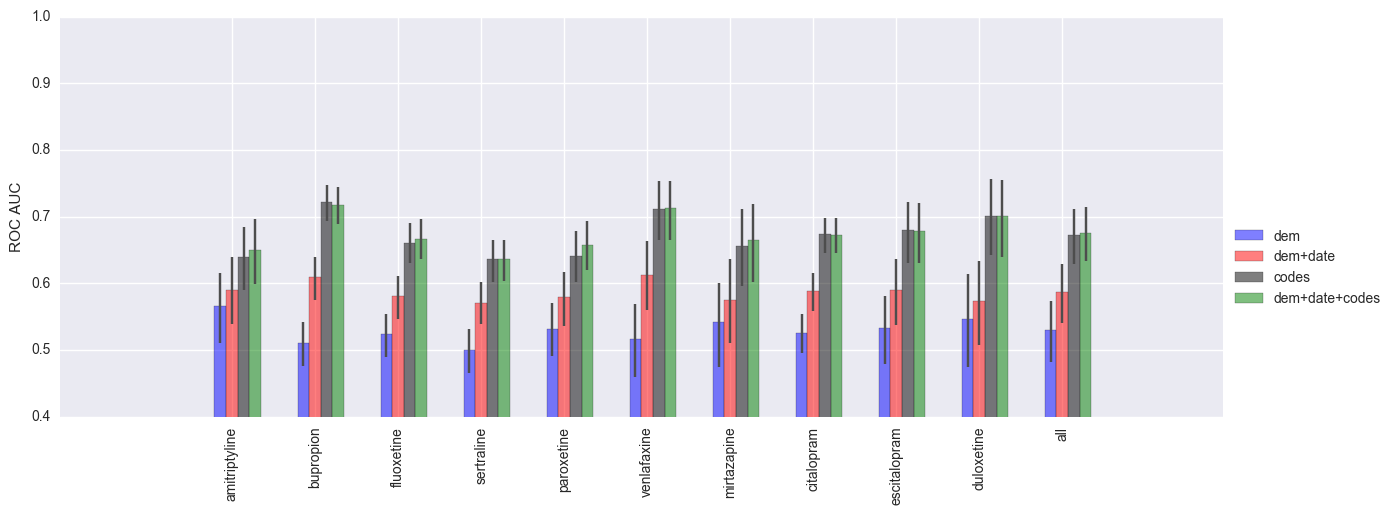 1.0
0.9
0.8
0.7
0.6
0.5
0.4
ROC AUC
amitriptyline
bupropion
fluoxetine
sertraline
paroxetine
venlafaxine
mirtazapine
citalopram
escitalopram
duloxetine
all
dem
dem+date
codes
dem+date+codes